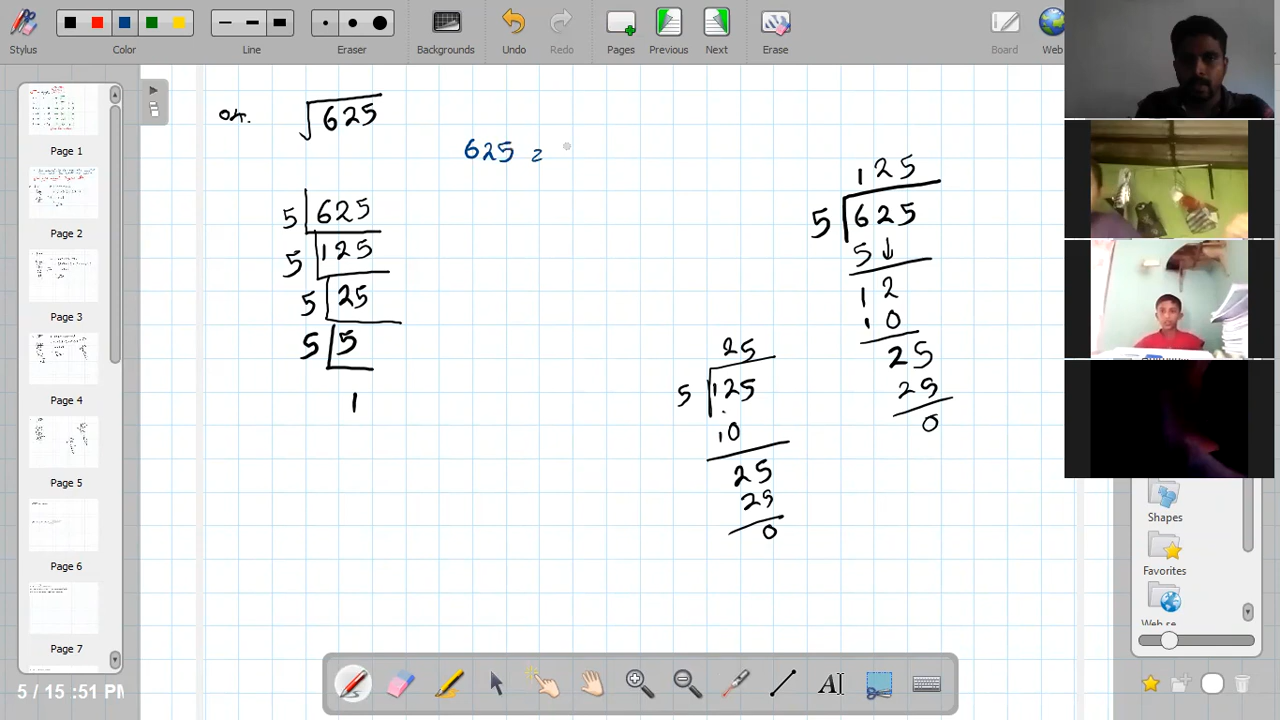 Stylus
Color
Line
Eraser
Backgrounds
Undo
Redo
Pages
Previous
Next
Erase
Board
Web
Page 1
Page 2
Page 3
Page 4
Page 5
Page 6
Page 7
5 / 15 :51 PM
04. √625
625 =
5 625
5 125
5 25
5 5
1
25
5 125
10
25
25
0
125
5 625
5 ↓
12
10
25
25
0
Shapes
Favorites
Web se